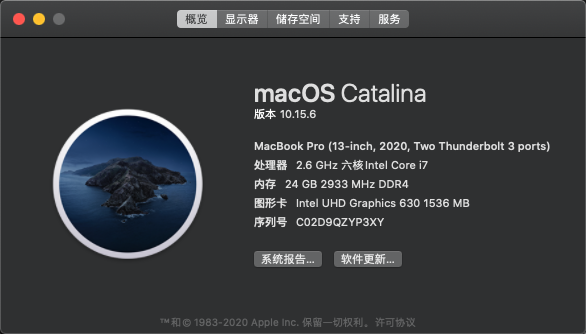 概览 显示器 储存空间 支持 服务
macOS Catalina
版本 10.15.6
MacBook Pro (13-inch, 2020, Two Thunderbolt 3 ports)
处理器 2.6 GHz 六核Intel Core i7
内存 24 GB 2933 MHz DDR4
图形卡 Intel UHD Graphics 630 1536 MB
序列号 C02D9QZYP3XY
系统报告... 软件更新...
™和© 1983-2020 Apple Inc. 保留一切权利。许可协议